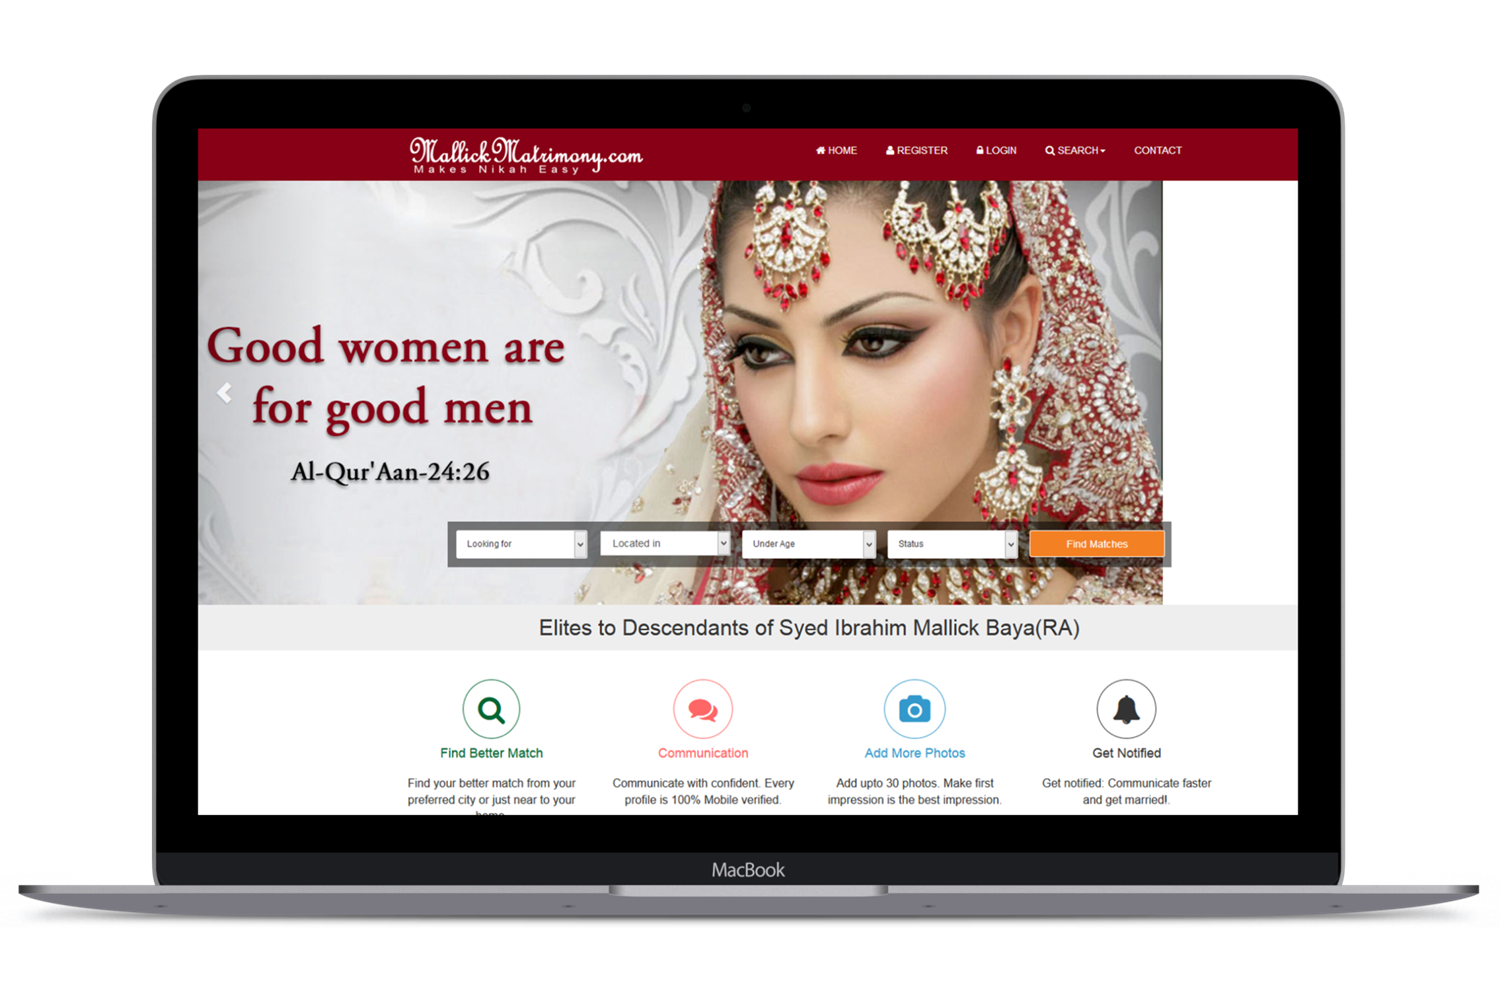 MallickMatrimony.com
Makes Nikah Easy
HOME REGISTER LOGIN SEARCH CONTACT
Good women are
for good men
Al-Qur'Aan-24:26
Looking for Located in Under Age Status Find Matches
Elites to Descendants of Syed Ibrahim Mallick Baya(RA)
Find Better Match
Find your better match from your
preferred city or just near to your
home.
Communication
Communicate with confident. Every
profile is 100% Mobile verified.
Add More Photos
Add upto 30 photos. Make first
impression is the best impression.
Get Notified
Get notified: Communicate faster
and get married!.
MacBook